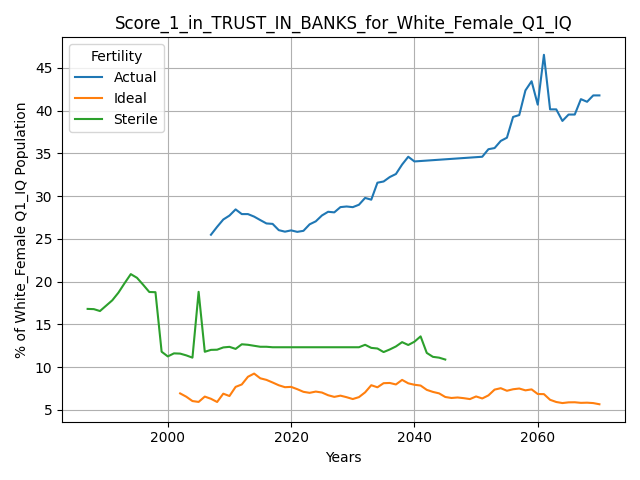 Score_1_in_TRUST_IN_BANKS_for_White_Female_Q1_IQ
Fertility
Actual
Ideal
Sterile
% of White_Female Q1_IQ Population
45
40
35
30
25
20
15
10
5
2000
2020
2040
2060
Years